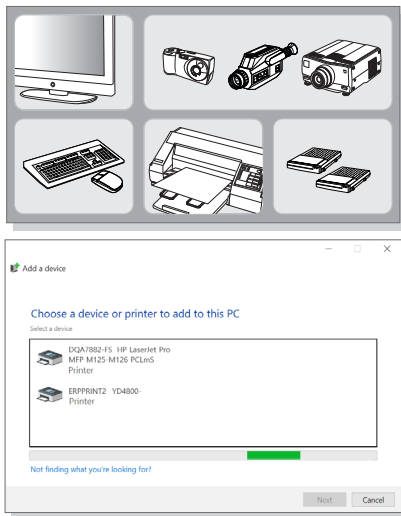 Add a device
Choose a device or printer to add to this PC
Select a device
DQA7882-FS HP LaserJet Pro
MFP M125-M126 PCLmS
Printer
ERPPRINT2 YD4800-
Printer
Not finding what you're looking for?
Next Cancel